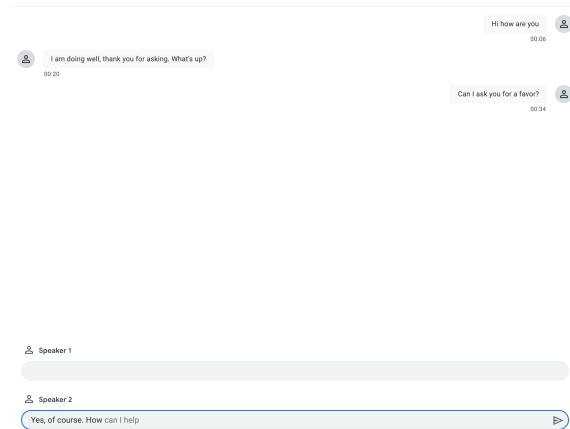 Hi how are you
00:06
I am doing well, thank you for asking. What's up?
00:20
Can I ask you for a favor?
00:34
Speaker 1
Speaker 2
Yes, of course. How can I help